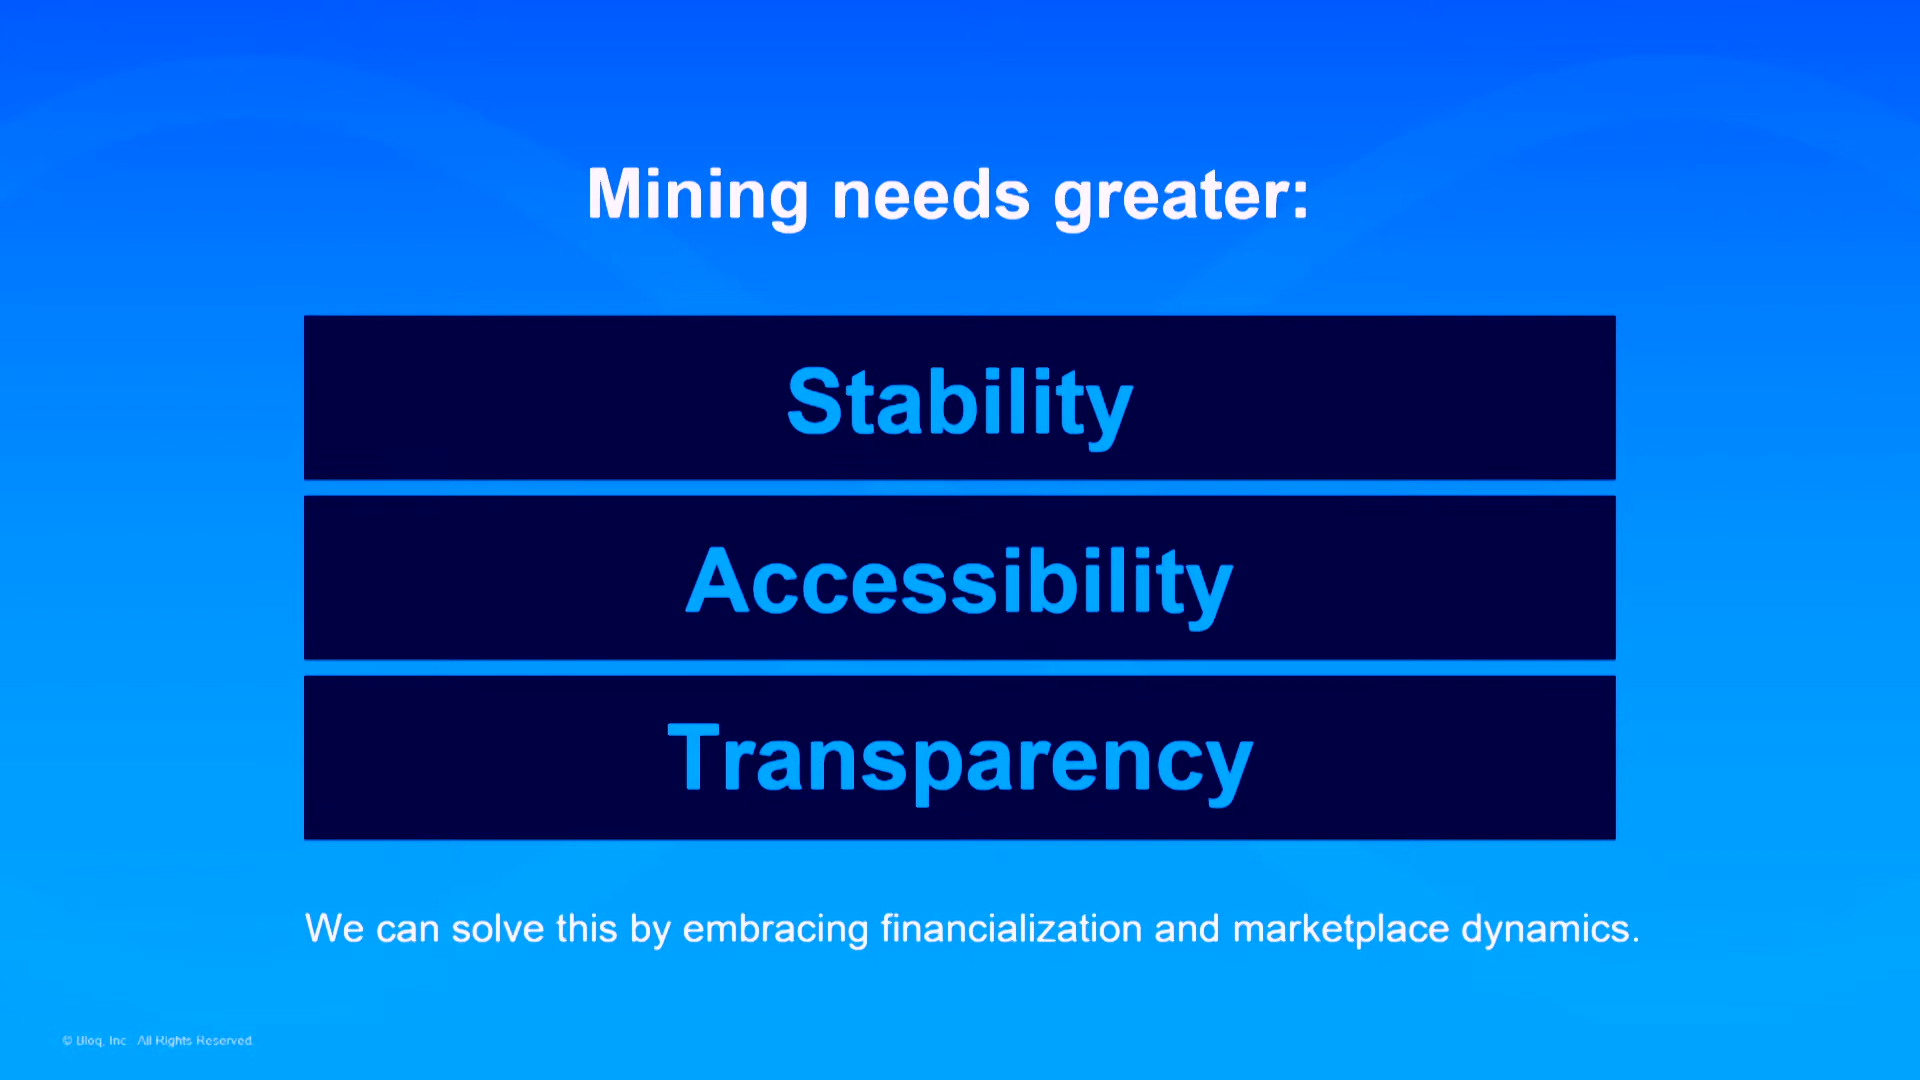 Mining needs greater:
Stability
Accessibility
Transparency
We can solve this by embracing financialization and marketplace dynamics.
© Bloq, Inc All Rights Reserved.